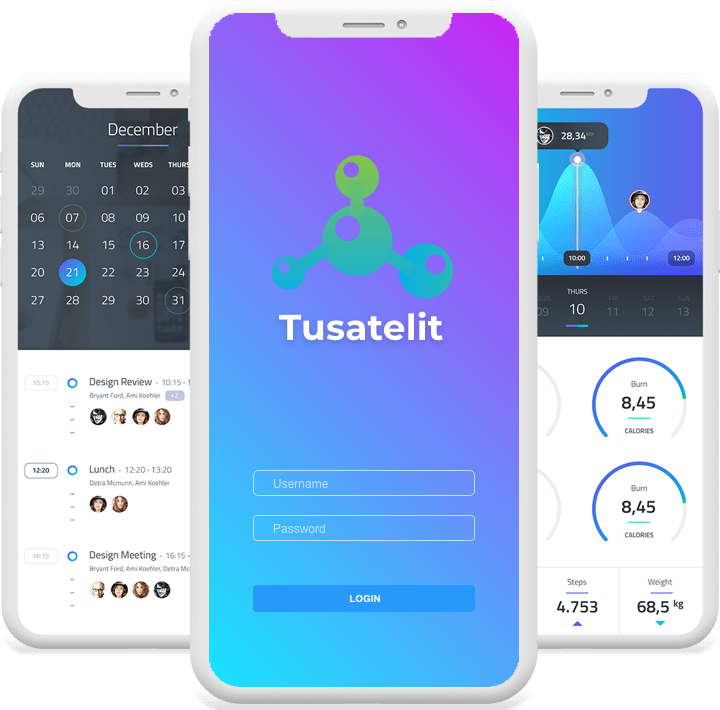 December
SUN MON TUES WEDS THURS
29 30 01 02 03
06 07 08 09 10
13 14 15 16 17
20 21 22 23 24
27 28 29 30 31
10:15 Design Review · 10:15 - 1
Bryant Ford, Ami Koehler +2
12:20 Lunch · 12:20 - 13:20
Detra Mcmunn, Ami Koehler
16:15 Design Meeting · 16:15 -
Bryant Ford, Ami Koehler, Detra Mc
Tusatelit
Username
Password
LOGIN
28,34 km
10:00 12:00
THURS FRI SAT SUN
09 10 11 12 13
Burn
8,45
CALORIES
Burn
8,45
CALORIES
Steps Weight
4.753 68,5 kg